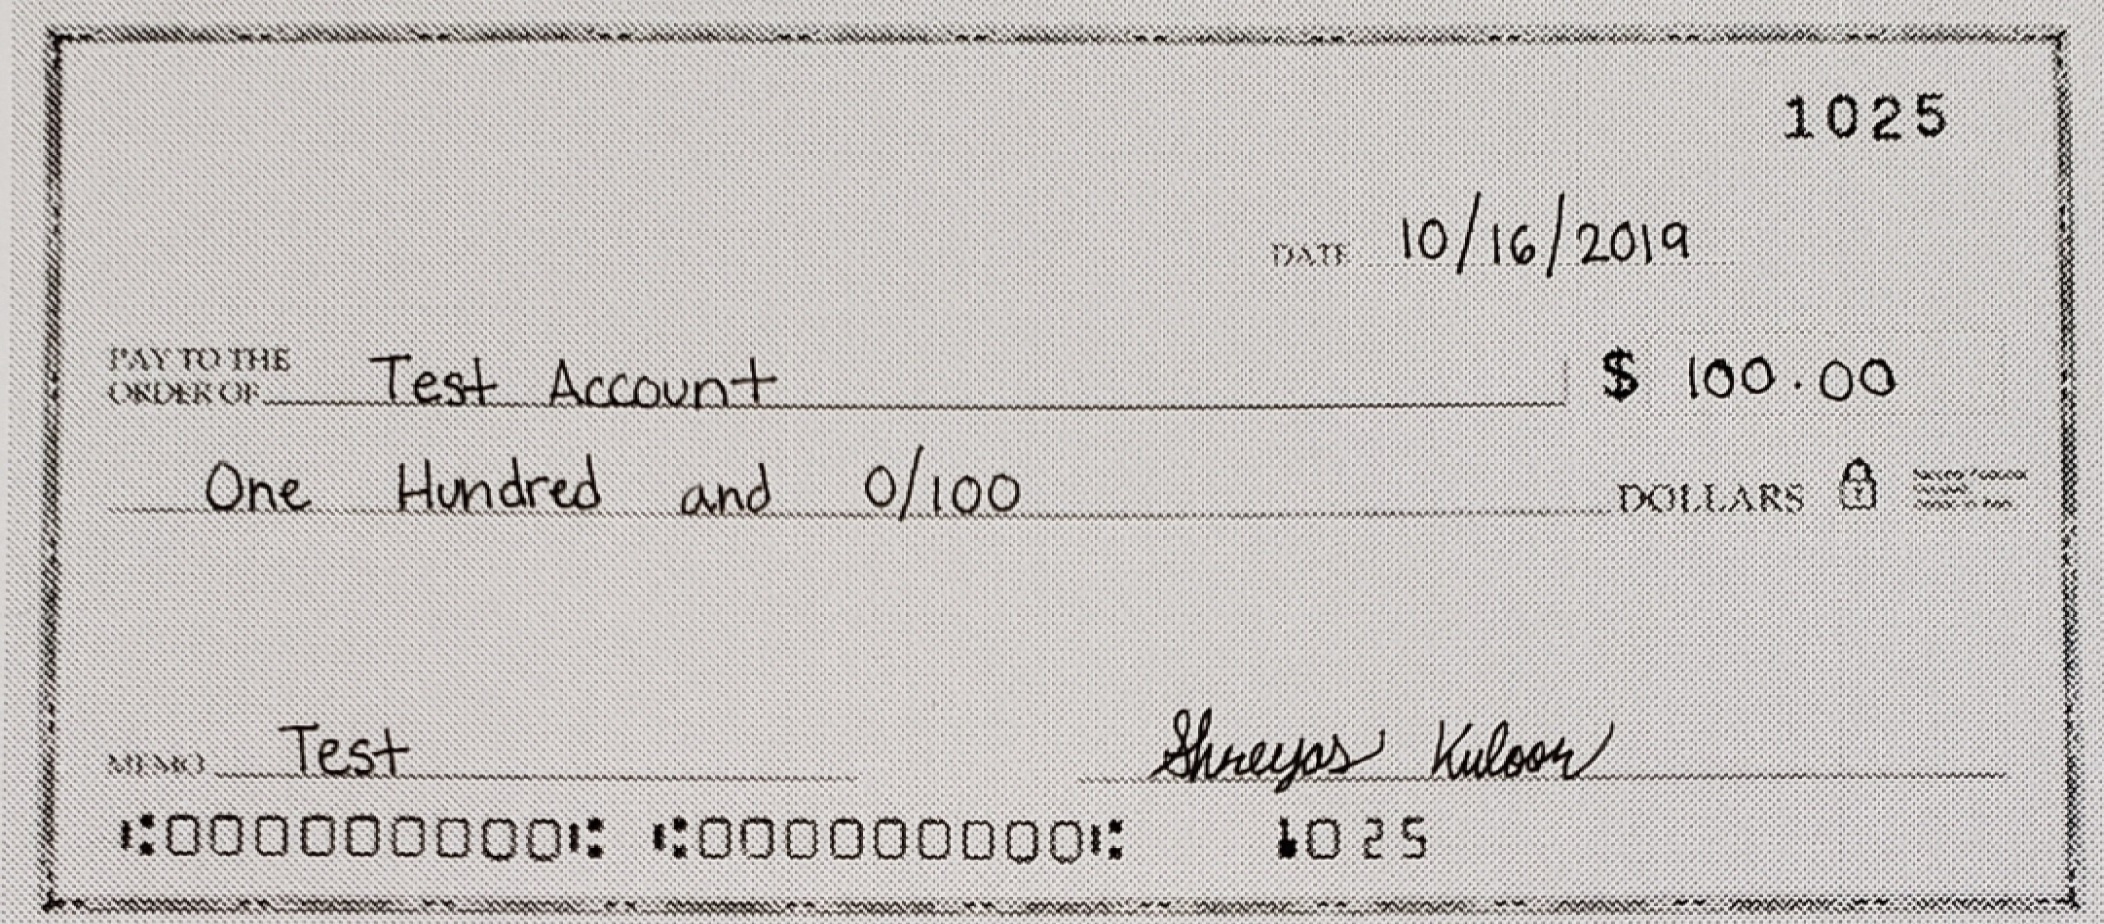 1025
DATE 10/16/2019
PAY TO THE
ORDER OF Test Account $ 100.00
One Hundred and 0/100 DOLLARS
MEMO Test Shreyas
⑆000000000⑆ ⑆000000000⑆ 1025